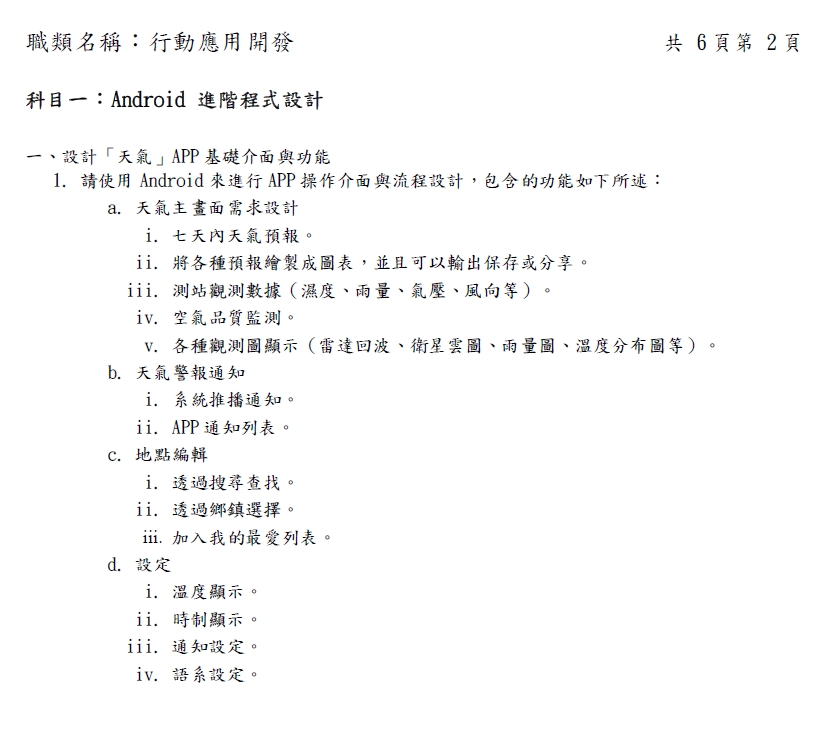 職類名稱：行動應用開發
共 6 頁第 2 頁
科目一：Android 進階程式設計
一、設計「天氣」APP 基礎介面與功能
1. 請使用 Android 來進行 APP 操作介面與流程設計，包含的功能如下所述：
a. 天氣主畫面需求設計
i. 七天內天氣預報。
ii. 將各種預報繪製成圖表，並且可以輸出保存或分享。
iii. 測站觀測數據（濕度、雨量、氣壓、風向等）。
iv. 空氣品質監測。
v. 各種觀測圖顯示（雷達回波、衛星雲圖、雨量圖、溫度分布圖等）。
b. 天氣警報通知
i. 系統推播通知。
ii. APP 通知列表。
c. 地點編輯
i. 透過搜尋查找。
ii. 透過鄉鎮選擇。
iii. 加入我的最愛列表。
d. 設定
i. 溫度顯示。
ii. 時制顯示。
iii. 通知設定。
iv. 語系設定。